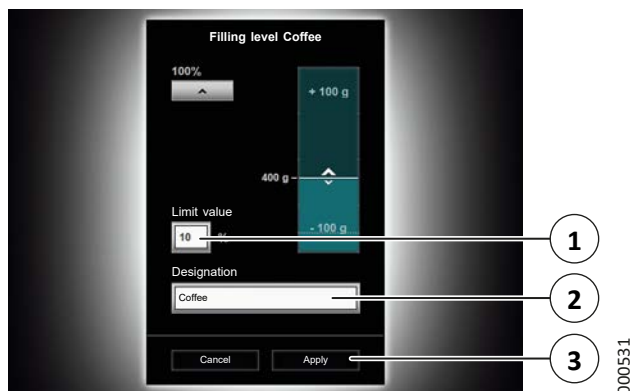 Filling level Coffee
100%
+ 100 g
400 g
- 100 g
Limit value
10 %
Designation
Coffee
Cancel
Apply
1
2
3
000531